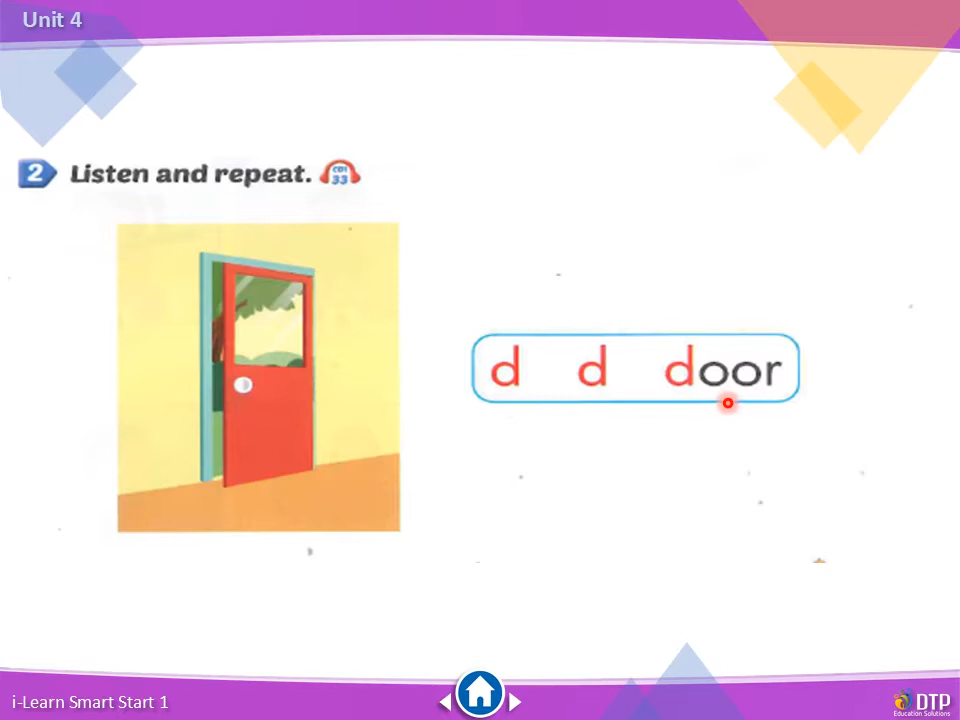 Unit 4
2 Listen and repeat. CD1 33
d d door
i-Learn Smart Start 1
DTP
Education Solutions